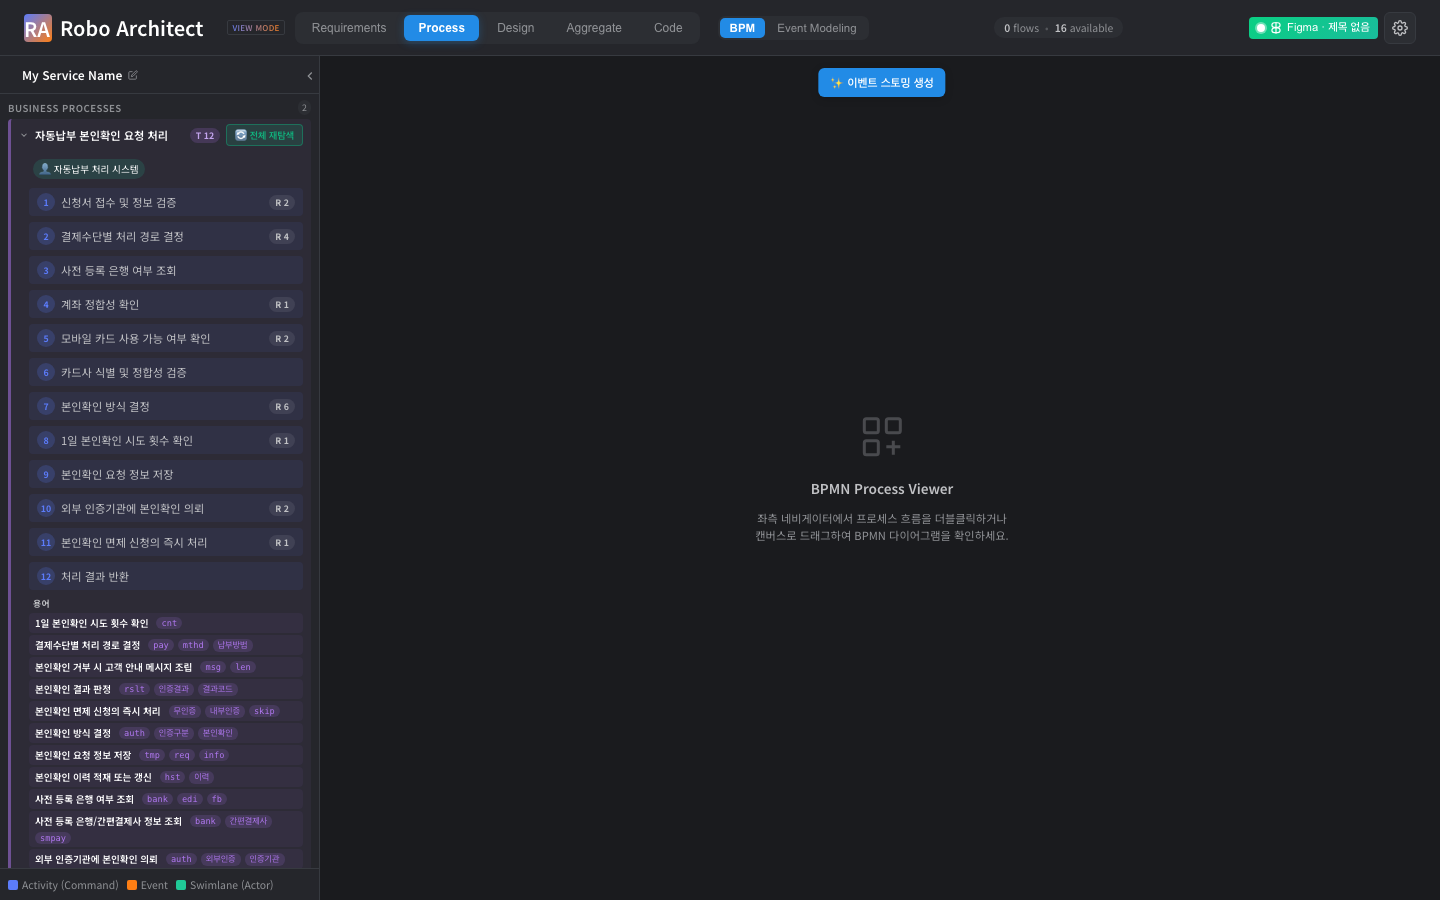 RA Robo Architect VIEW MODE Requirements Process Design Aggregate Code BPM Event Modeling 0 flows • 16 available Figma · 제목 없음
My Service Name
✨ 이벤트 스토밍 생성
BUSINESS PROCESSES 2
자동납부 본인확인 요청 처리 T 12 전체 재탐색
자동납부 처리 시스템
1 신청서 접수 및 정보 검증 R 2
2 결제수단별 처리 경로 결정 R 4
3 사전 등록 은행 여부 조회
4 계좌 정합성 확인 R 1
5 모바일 카드 사용 가능 여부 확인 R 2
6 카드사 식별 및 정합성 검증
7 본인확인 방식 결정 R 6
8 1일 본인확인 시도 횟수 확인 R 1
9 본인확인 요청 정보 저장
10 외부 인증기관에 본인확인 의뢰 R 2
11 본인확인 면제 신청의 즉시 처리 R 1
12 처리 결과 반환
용어
1일 본인확인 시도 횟수 확인 cnt
결제수단별 처리 경로 결정 pay mthd 납부방법
본인확인 거부 시 고객 안내 메시지 조립 msg len
본인확인 결과 판정 rslt 인증결과 결과코드
본인확인 면제 신청의 즉시 처리 무인증 내부인증 skip
본인확인 방식 결정 auth 인증구분 본인확인
본인확인 요청 정보 저장 tmp req info
본인확인 이력 적재 또는 갱신 hst 이력
사전 등록 은행 여부 조회 bank edi fb
사전 등록 은행/간편결제사 정보 조회 bank 간편결제사
smpay
외부 인증기관에 본인확인 의뢰 auth 외부인증 인증기관
Activity (Command) Event Swimlane (Actor)
BPMN Process Viewer
좌측 네비게이터에서 프로세스 흐름을 더블클릭하거나
캔버스로 드래그하여 BPMN 다이어그램을 확인하세요.